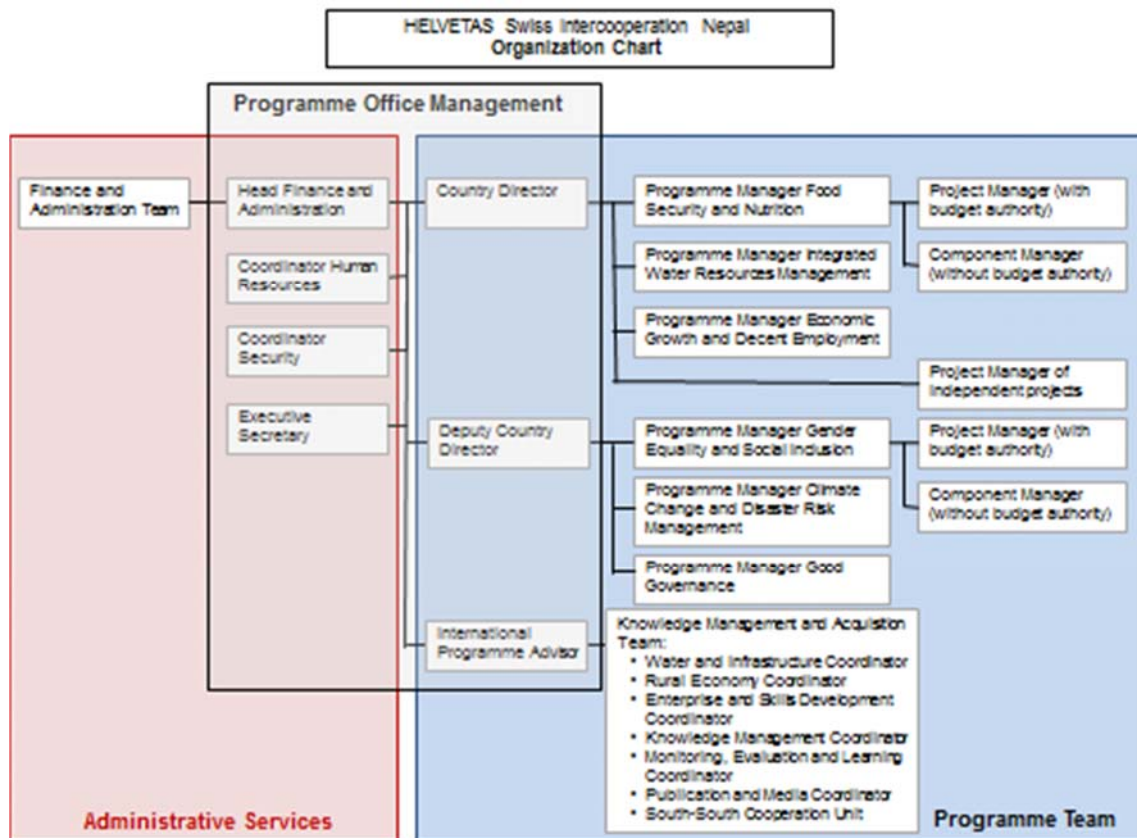 HELVETAS Swiss Intercooperation Nepal
Organization Chart
Programme Office Management
Finance and
Administration Team
Head Finance and
Administration
Country Director
Programme Manager Food
Security and Nutrition
Project Manager (with
budget authority)
Coordinator Human
Resources
Programme Manager Integrated
Water Resources Management
Component Manager
(without budget authority)
Coordinator
Security
Programme Manager Economic
Growth and Decent Employment
Project Manager of
Independent projects
Executive
Secretary
Deputy Country
Director
Programme Manager Gender
Equality and Social Inclusion
Project Manager (with
budget authority)
Programme Manager Climate
Change and Disaster Risk
Management
Component Manager
(without budget authority)
Programme Manager Good
Governance
International
Programme Advisor
Knowledge Management and Acquisition
Team:
• Water and Infrastructure Coordinator
• Rural Economy Coordinator
• Enterprise and Skills Development
Coordinator
• Knowledge Management Coordinator
• Monitoring, Evaluation and Learning
Coordinator
• Publication and Media Coordinator
• South-South Cooperation Unit
Administrative Services
Programme Team